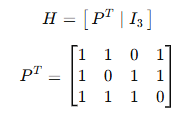 H = [ P^T | I_3 ]
P^T = [ 1 1 0 1
1 0 1 1
1 1 1 0 ]